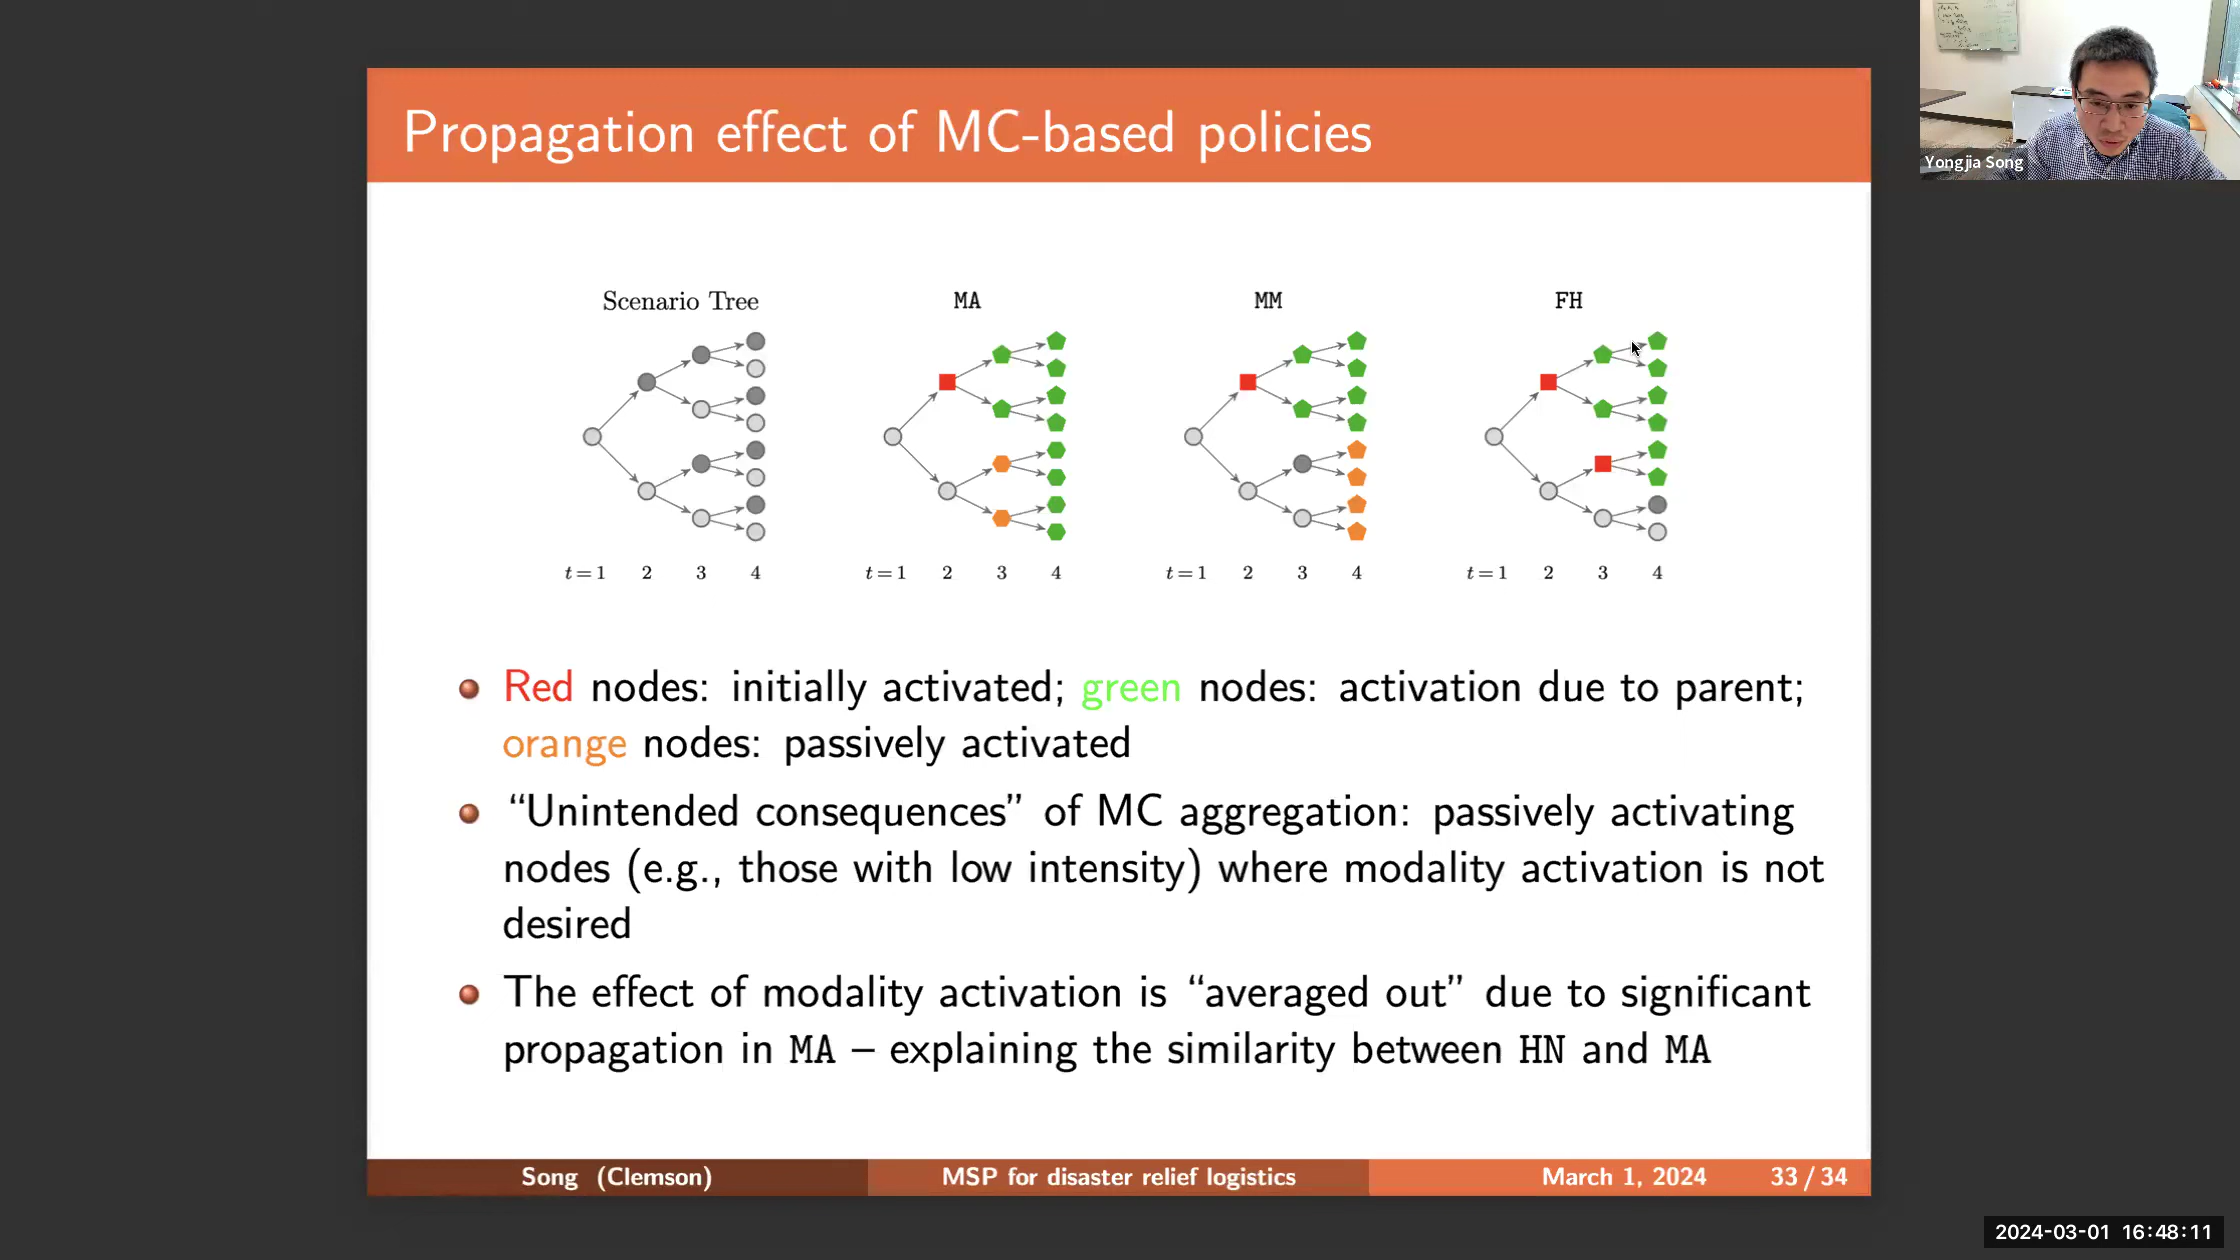 Propagation effect of MC-based policies
Yongjia Song
Scenario Tree MA MM FH
t = 1 2 3 4 t = 1 2 3 4 t = 1 2 3 4 t = 1 2 3 4
Red nodes: initially activated; green nodes: activation due to parent;
orange nodes: passively activated
“Unintended consequences” of MC aggregation: passively activating
nodes (e.g., those with low intensity) where modality activation is not
desired
The effect of modality activation is “averaged out” due to significant
propagation in MA – explaining the similarity between HN and MA
Song (Clemson) MSP for disaster relief logistics March 1, 2024 33 / 34
2024-03-01 16:48:11